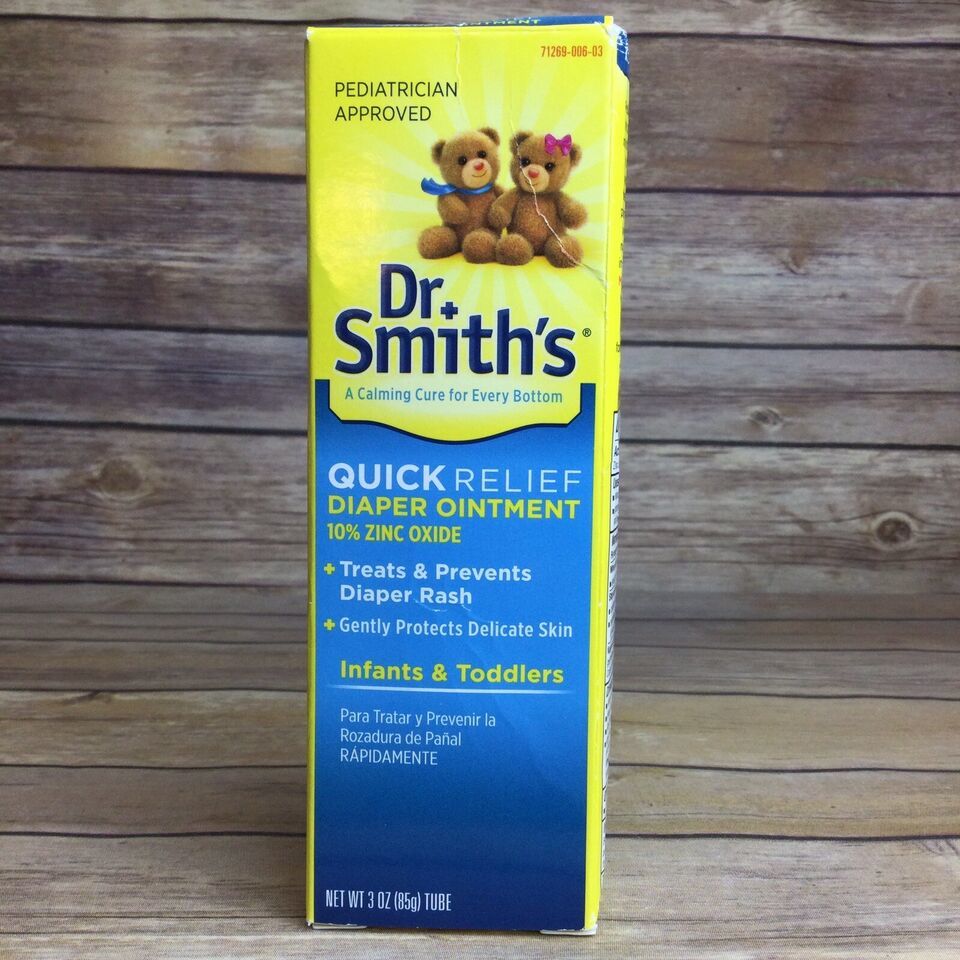 71269-006-03
PEDIATRICIAN
APPROVED
Dr.
Smith's®
A Calming Cure for Every Bottom
QUICK RELIEF
DIAPER OINTMENT
10% ZINC OXIDE
+ Treats & Prevents
Diaper Rash
+ Gently Protects Delicate Skin
Infants & Toddlers
Para Tratar y Prevenir la
Rozadura de Pañal
RÁPIDAMENTE
NET WT 3 OZ (85g) TUBE